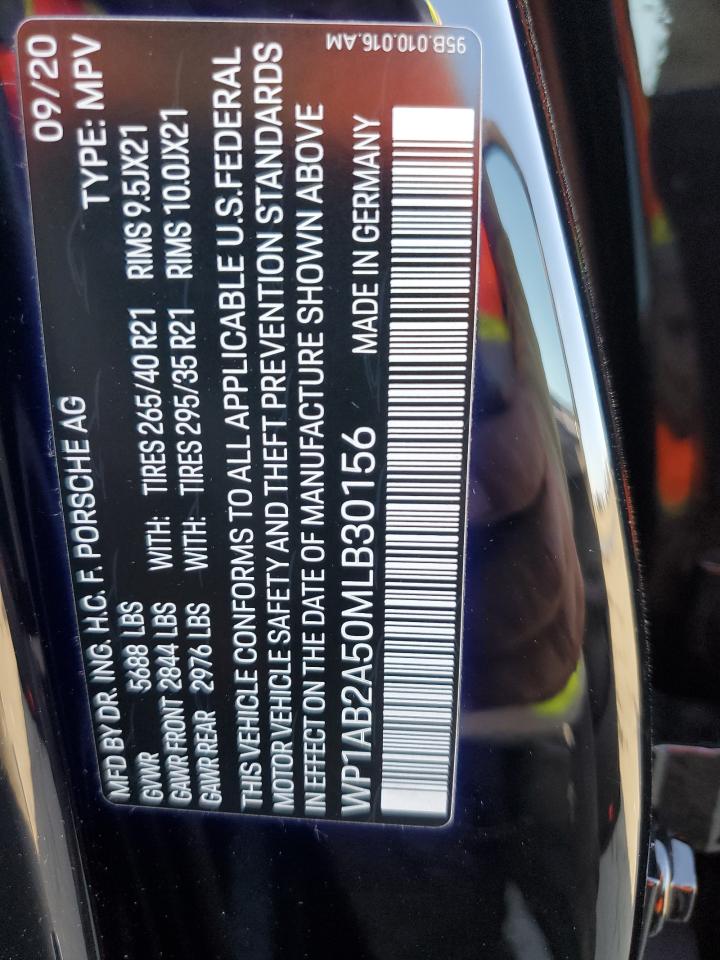 MFD BY DR. ING. H.C. F. PORSCHE AG 09/20
GVWR 5688 LBS TYPE: MPV
GAWR FRONT 2844 LBS WITH: TIRES 265/40 R21 RIMS 9.5JX21
GAWR REAR 2976 LBS WITH: TIRES 295/35 R21 RIMS 10.0JX21
THIS VEHICLE CONFORMS TO ALL APPLICABLE U.S.FEDERAL
MOTOR VEHICLE SAFETY AND THEFT PREVENTION STANDARDS
IN EFFECT ON THE DATE OF MANUFACTURE SHOWN ABOVE
WP1AB2A50MLB30156 MADE IN GERMANY
95B.010.016.AM